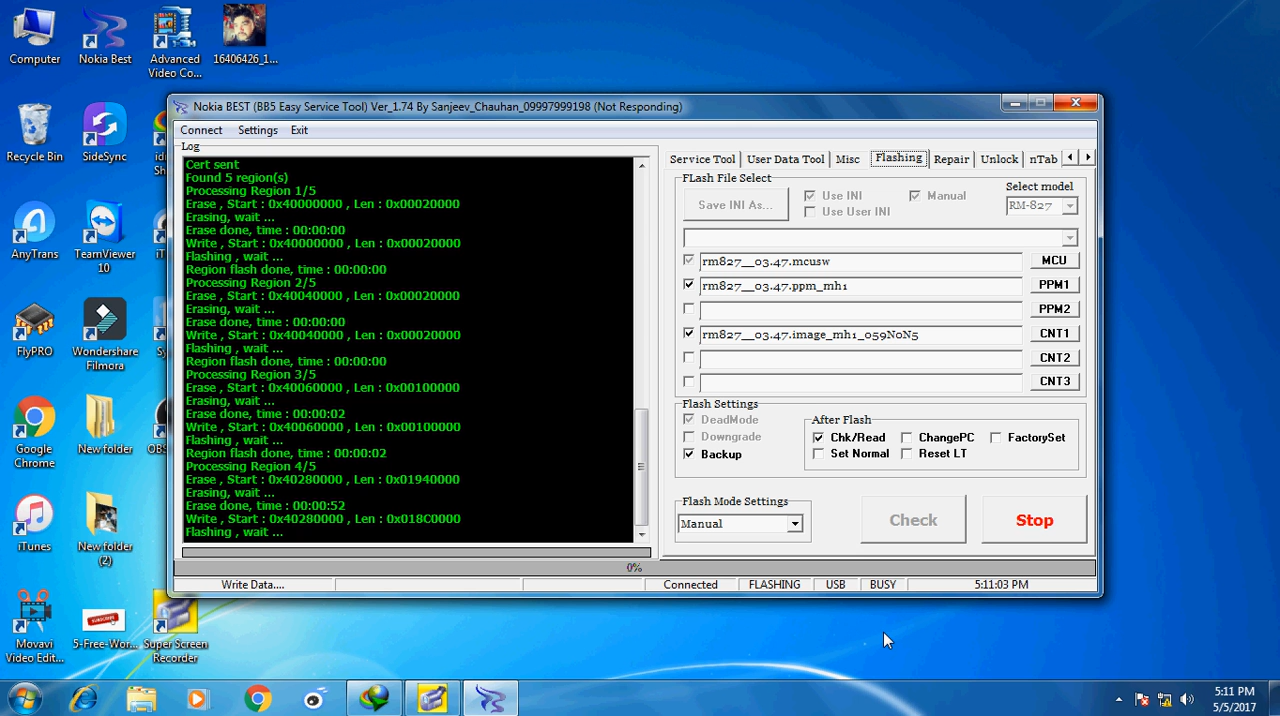 Computer
Nokia Best
Advanced
Video Co...
16406426_1...
Recycle Bin
SideSync
AnyTrans
TeamViewer
10
FlyPRO
Wondershare
Filmora
Google
Chrome
New folder
OBS
iTunes
New folder
(2)
Movavi
Video Edit...
5-Free-Wor...
Super Screen
Recorder
Nokia BEST (BB5 Easy Service Tool) Ver_1.74 By Sanjeev_Chauhan_09997999198 (Not Responding)
Connect Settings Exit
Log
Cert sent
Found 5 region(s)
Processing Region 1/5
Erase , Start : 0x40000000 , Len : 0x00020000
Erasing, wait ...
Erase done, time : 00:00:00
Write , Start : 0x40000000 , Len : 0x00020000
Flashing , wait ...
Region flash done, time : 00:00:00
Processing Region 2/5
Erase , Start : 0x40040000 , Len : 0x00020000
Erasing, wait ...
Erase done, time : 00:00:00
Write , Start : 0x40040000 , Len : 0x00020000
Flashing , wait ...
Region flash done, time : 00:00:00
Processing Region 3/5
Erase , Start : 0x40060000 , Len : 0x00100000
Erasing, wait ...
Erase done, time : 00:00:02
Write , Start : 0x40060000 , Len : 0x00100000
Flashing , wait ...
Region flash done, time : 00:00:02
Processing Region 4/5
Erase , Start : 0x40280000 , Len : 0x01940000
Erasing, wait ...
Erase done, time : 00:00:52
Write , Start : 0x40280000 , Len : 0x018C0000
Flashing , wait ...
Service Tool User Data Tool Misc Flashing Repair Unlock nTab
FLash File Select
Save INI As...
Use INI
Use User INI
Manual
Select model
RM-827
rm827__03.47.mcusw MCU
rm827__03.47.ppm_mh1 PPM1
PPM2
rm827__03.47.image_mh1_059N0N5 CNT1
CNT2
CNT3
Flash Settings
DeadMode
Downgrade
Backup
After Flash
Chk/Read ChangePC FactorySet
Set Normal Reset LT
Flash Mode Settings
Manual
Check
Stop
0%
Write Data.... Connected FLASHING USB BUSY 5:11:03 PM
5:11 PM
5/5/2017